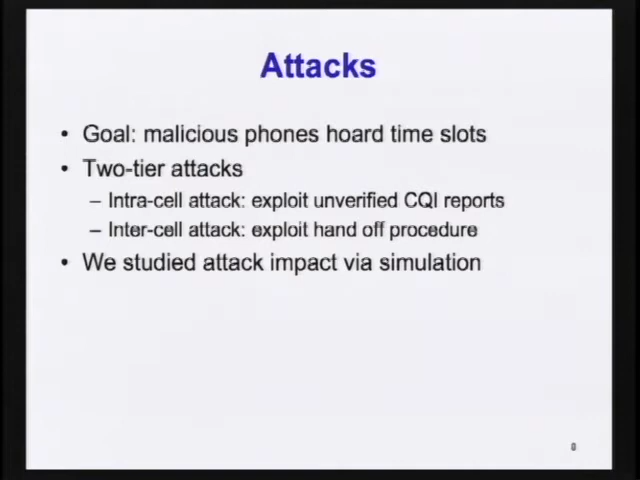 Attacks
• Goal: malicious phones hoard time slots
• Two-tier attacks
– Intra-cell attack: exploit unverified CQI reports
– Inter-cell attack: exploit hand off procedure
• We studied attack impact via simulation